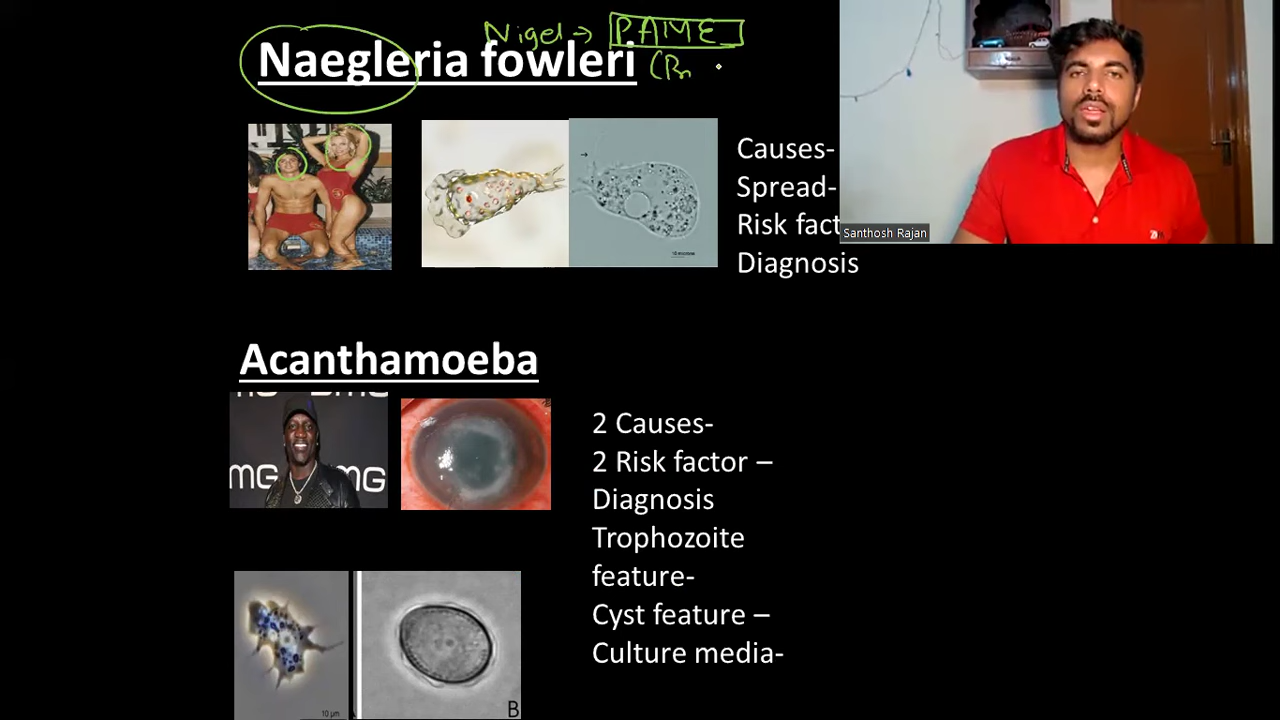 Nigel → PAME
Naegleria fowleri (Br
Causes-
Spread-
Risk fact
Diagnosis
Santhosh Rajan
Acanthamoeba
MG
MG
2 Causes-
2 Risk factor –
Diagnosis
Trophozoite
feature-
Cyst feature –
Culture media-
10 µm
B